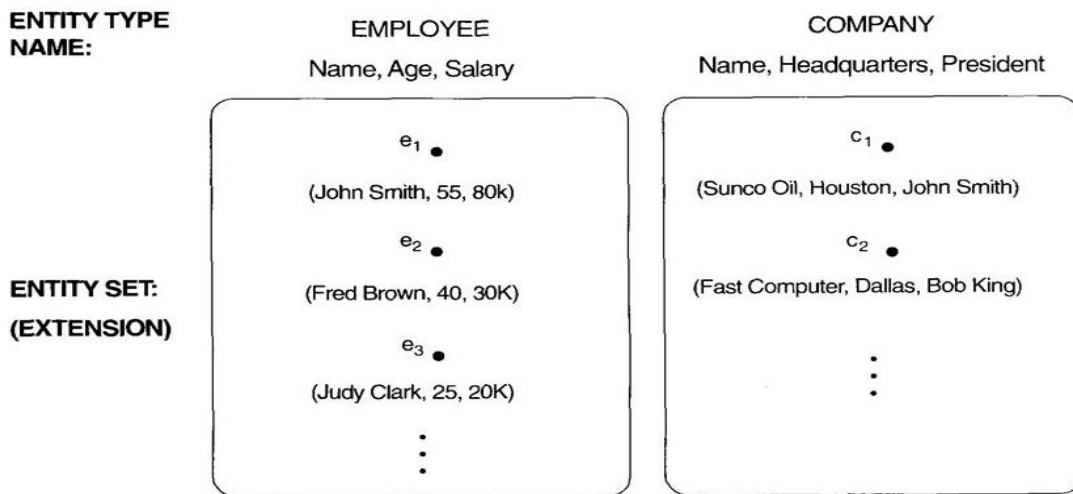 ENTITY TYPE
NAME:
EMPLOYEE
Name, Age, Salary
COMPANY
Name, Headquarters, President
ENTITY SET:
(EXTENSION)
e1
(John Smith, 55, 80k)
e2
(Fred Brown, 40, 30K)
e3
(Judy Clark, 25, 20K)
c1
(Sunco Oil, Houston, John Smith)
c2
(Fast Computer, Dallas, Bob King)